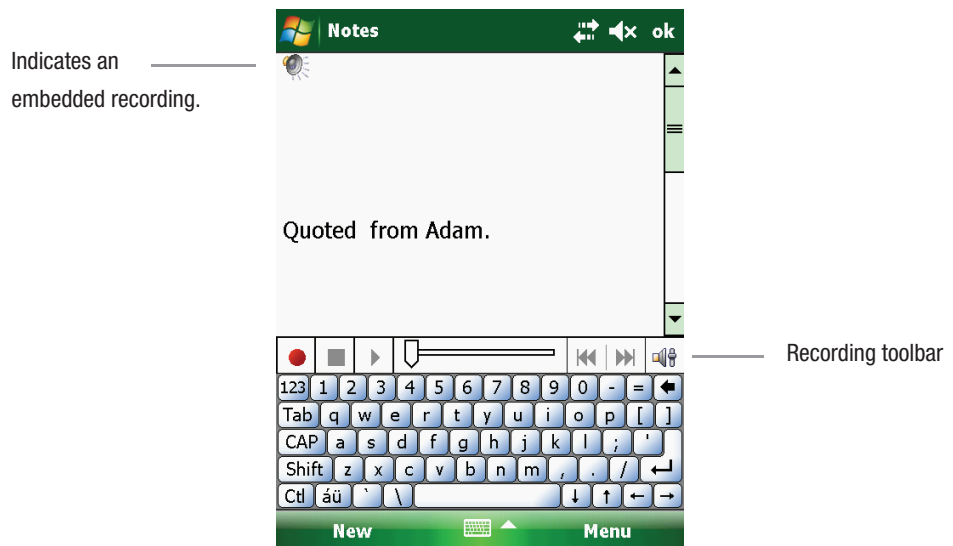 Notes ok
Indicates an
embedded recording.
Quoted from Adam.
Recording toolbar
123 1 2 3 4 5 6 7 8 9 0 - =
Tab q w e r t y u i o p [ ]
CAP a s d f g h j k l ; '
Shift z x c v b n m , . /
Ctl áü ` \ ↓ ↑ ← →
New Menu